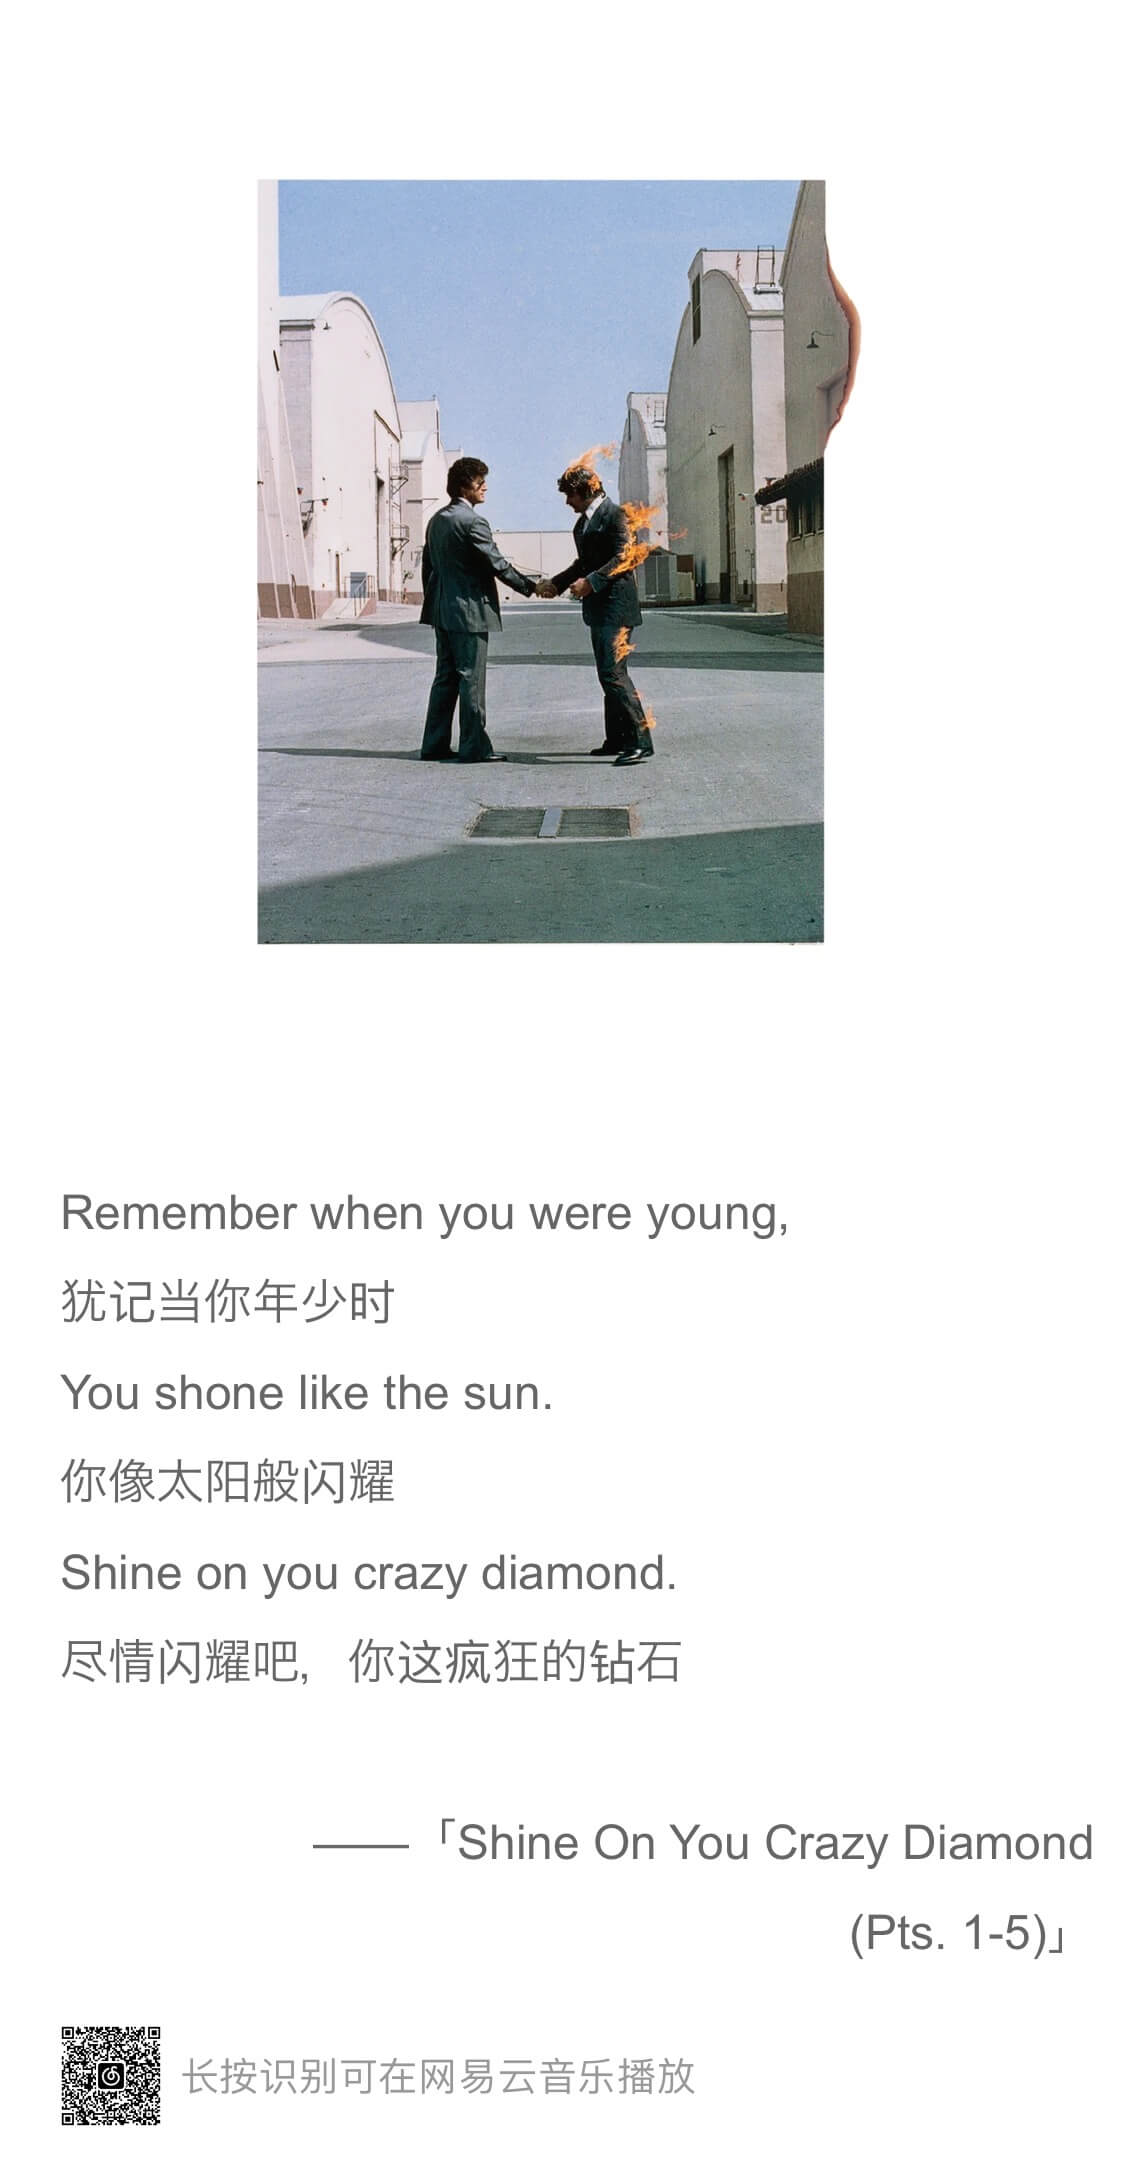 20
Remember when you were young,
犹记当你年少时
You shone like the sun.
你像太阳般闪耀
Shine on you crazy diamond.
尽情闪耀吧，你这疯狂的钻石
——「Shine On You Crazy Diamond
(Pts. 1-5)」
长按识别可在网易云音乐播放